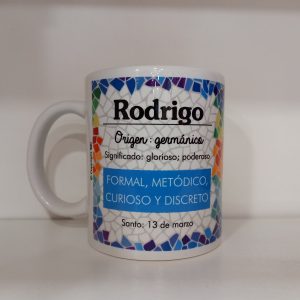 Rodrigo
Origen: germánico
Significado: glorioso; poderoso
FORMAL, METÓDICO,
CURIOSO Y DISCRETO
Santo: 13 de marzo